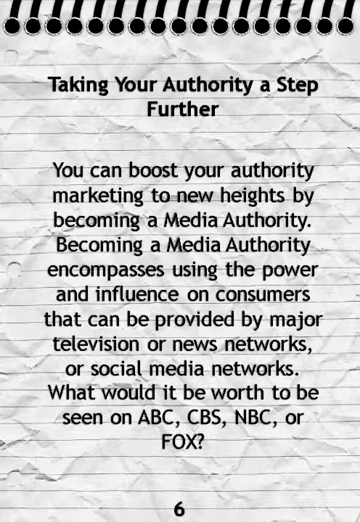 Taking Your Authority a Step
Further
You can boost your authority
marketing to new heights by
becoming a Media Authority.
Becoming a Media Authority
encompasses using the power
and influence on consumers
that can be provided by major
television or news networks,
or social media networks.
What would it be worth to be
seen on ABC, CBS, NBC, or
FOX?
6